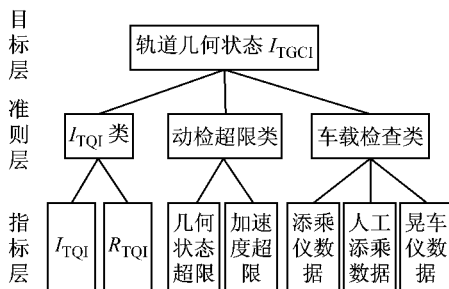 目标层
轨道几何状态 I_TGCI
准则层
I_TQI 类
动检超限类
车载检查类
指标层
I_TQI
R_TQI
几何
状态
超限
加速
度超
限
添乘
仪数
据
人工
添乘
数据
晃车
仪数
据